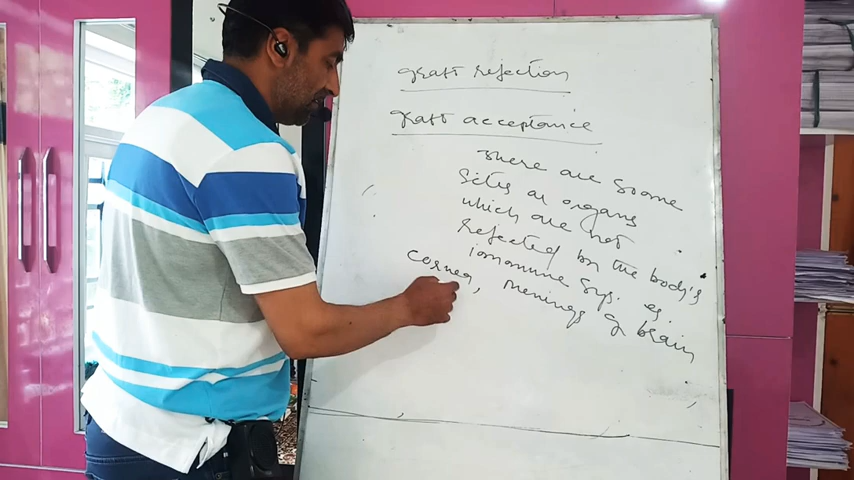 graft rejection
graft acceptance
There are some
Sites or organs
which are not
Rejected by the body's
immune sys. eg.
cornea, menings of brain